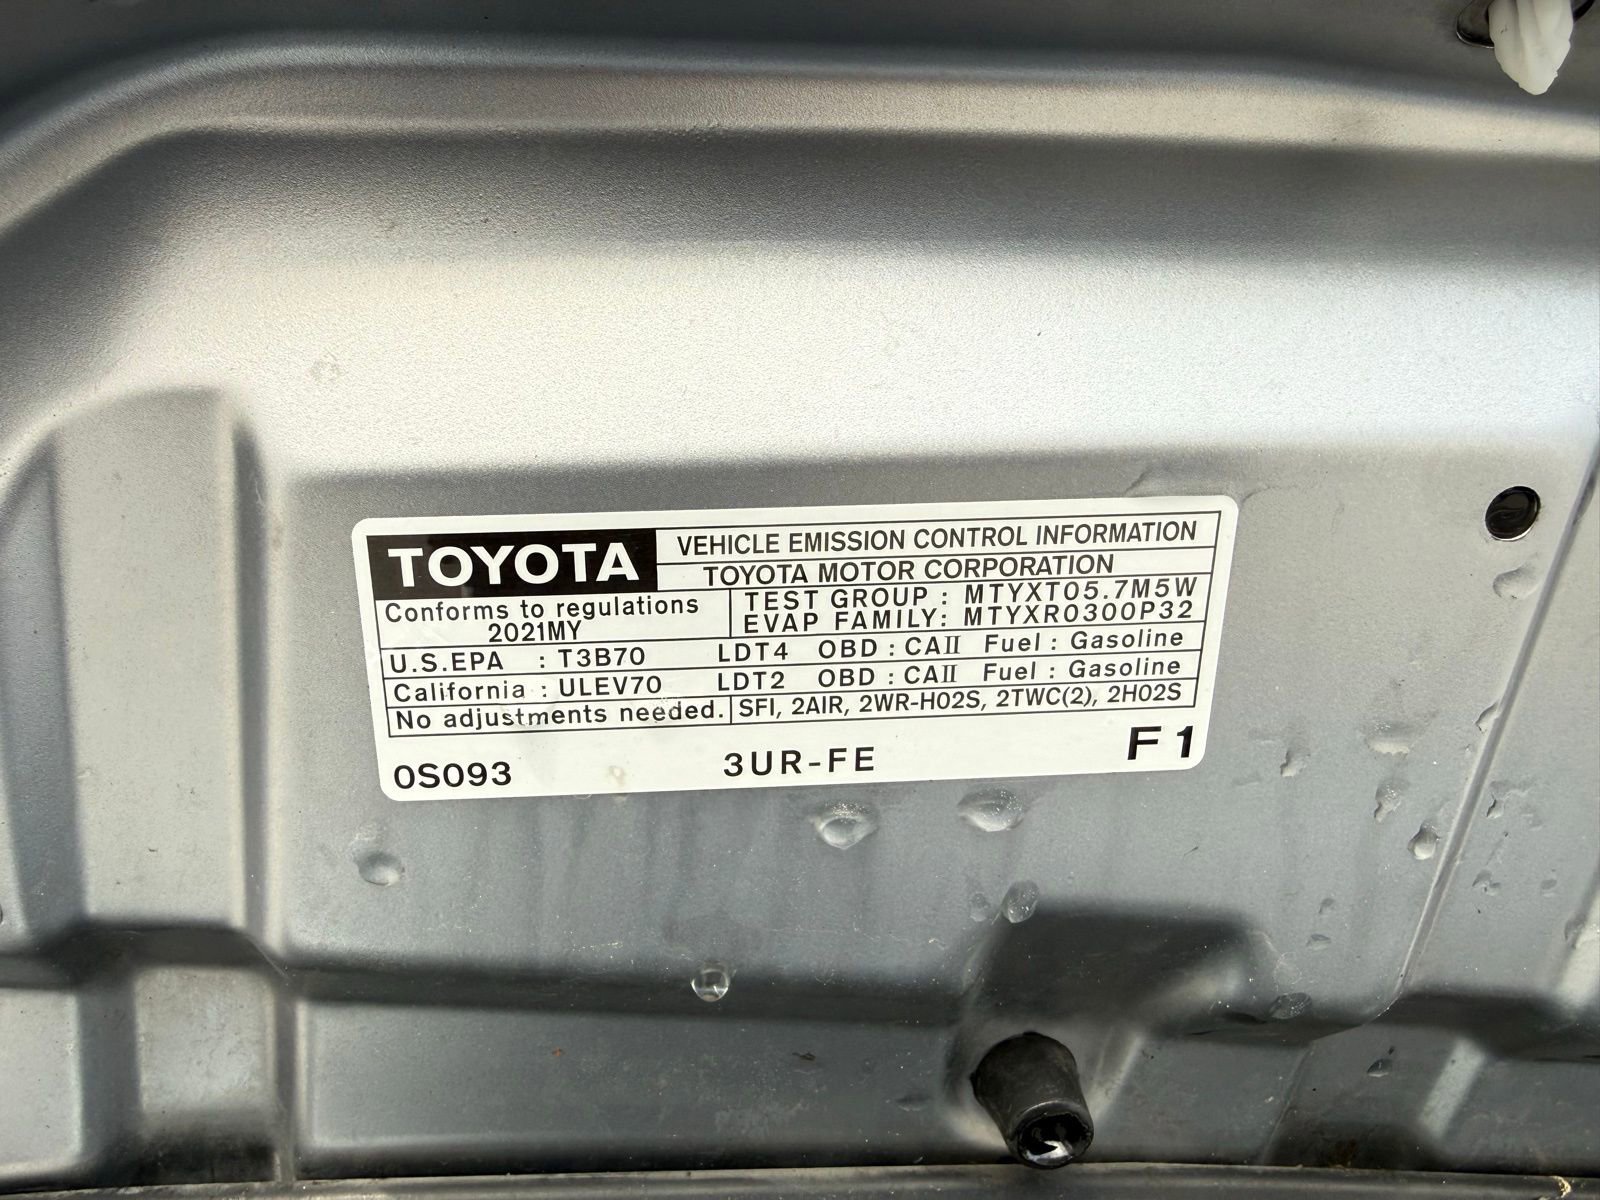 TOYOTA VEHICLE EMISSION CONTROL INFORMATION
TOYOTA MOTOR CORPORATION
Conforms to regulations
2021MY
TEST GROUP : MTYXT05.7M5W
EVAP FAMILY: MTYXR0300P32
U.S.EPA : T3B70 LDT4 OBD : CAII Fuel : Gasoline
California : ULEV70 LDT2 OBD : CAII Fuel : Gasoline
No adjustments needed. SFI, 2AIR, 2WR-HO2S, 2TWC(2), 2HO2S
0S093 3UR-FE F1